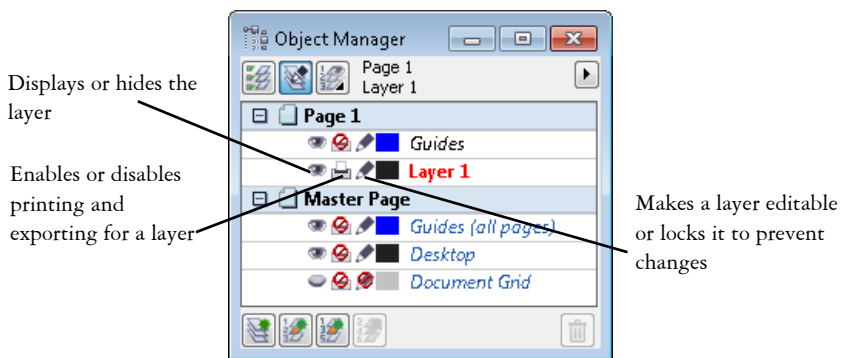 Object Manager
Page 1
Layer 1
Displays or hides the
layer
Page 1
Guides
Layer 1
Enables or disables
printing and
exporting for a layer
Master Page
Guides (all pages)
Desktop
Document Grid
Makes a layer editable
or locks it to prevent
changes